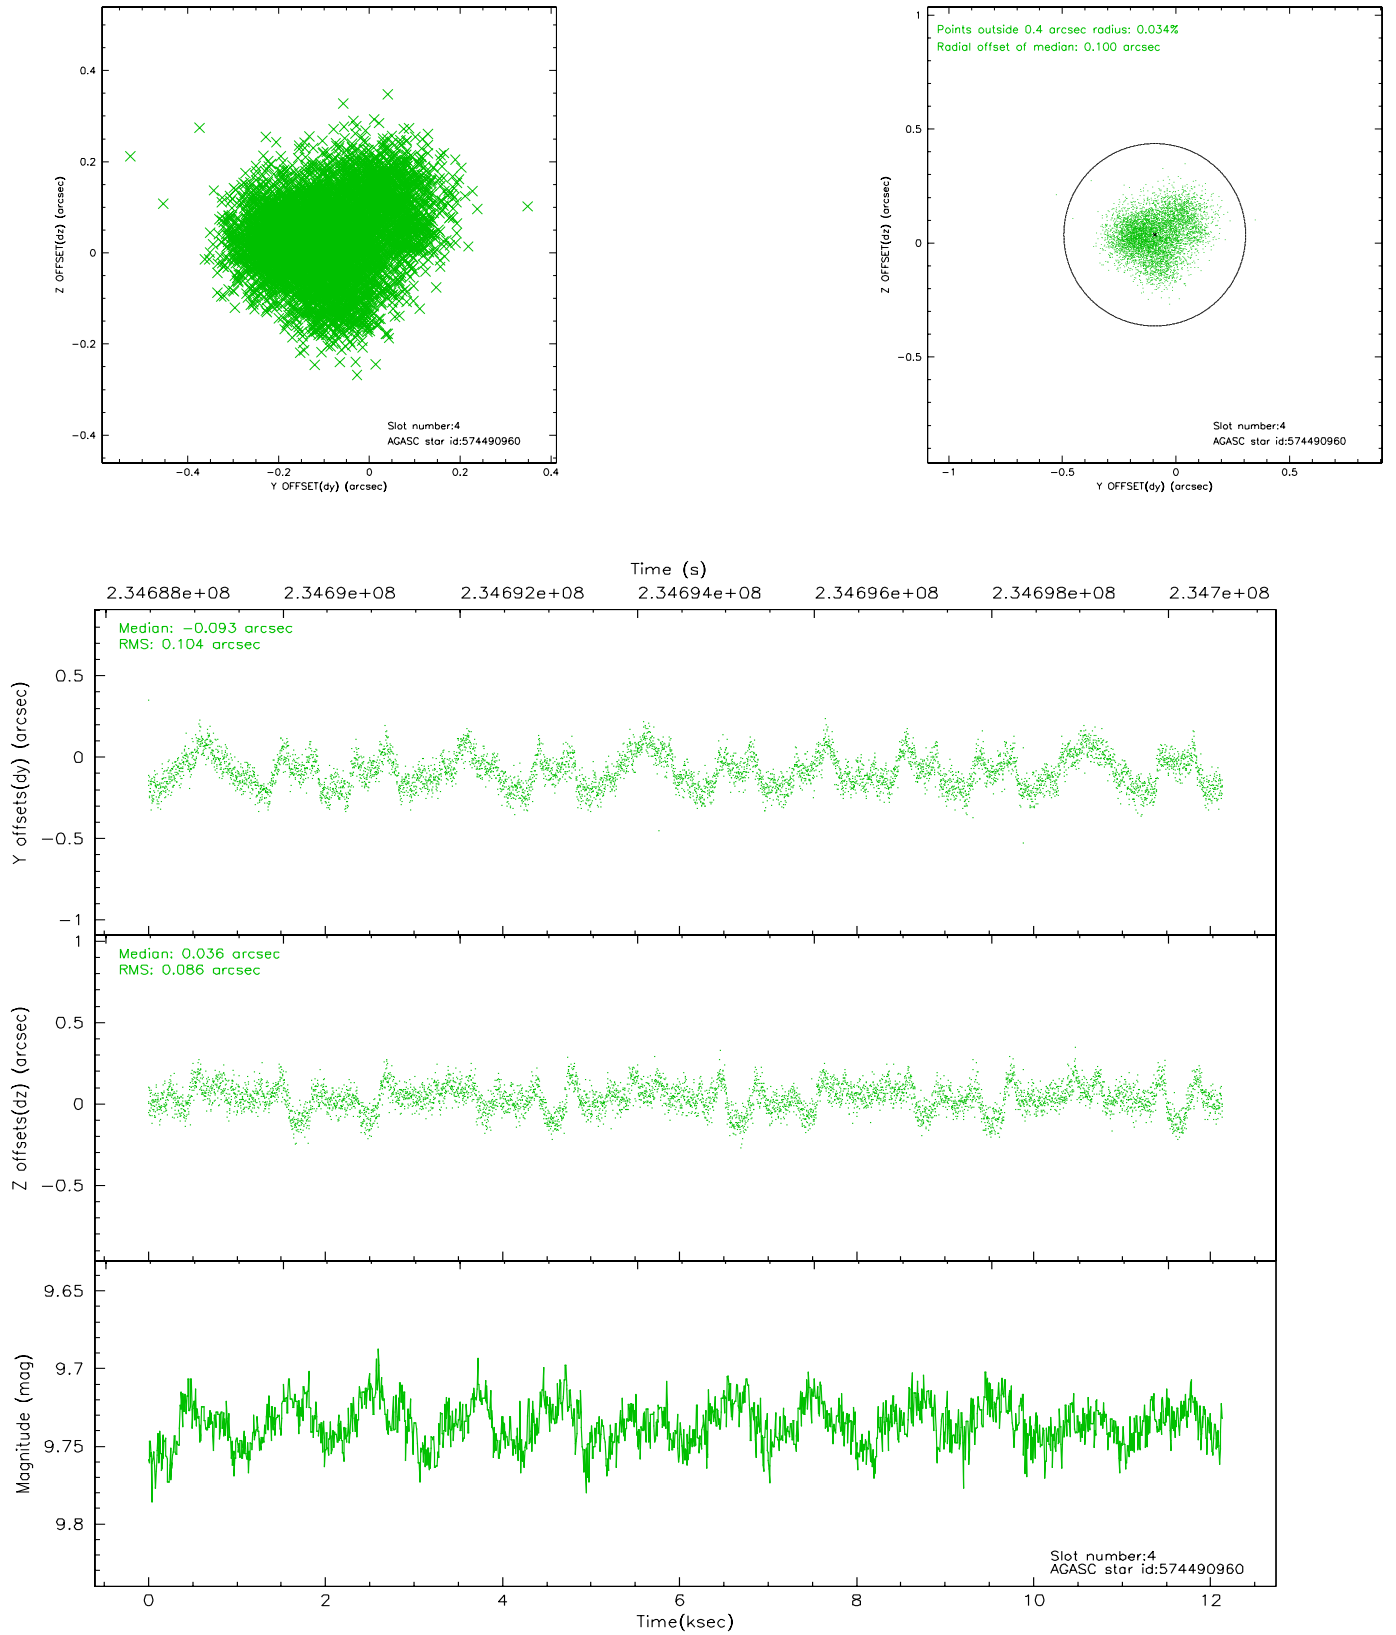 0.4
0.2
0
-0.2
-0.4
Z OFFSET(dz) (arcsec)
Slot number:4
AGASC star id:574490960
-0.4 -0.2 0 0.2 0.4
Y OFFSET(dy) (arcsec)
Points outside 0.4 arcsec radius: 0.034%
Radial offset of median: 0.100 arcsec
1
0.5
0
-0.5
Z OFFSET(dz) (arcsec)
Slot number:4
AGASC star id:574490960
-1 -0.5 0 0.5
Y OFFSET(dy) (arcsec)
Time (s)
2.34688e+08 2.3469e+08 2.34692e+08 2.34694e+08 2.34696e+08 2.34698e+08 2.347e+08
Median: -0.093 arcsec
RMS: 0.104 arcsec
0.5
0
-0.5
-1
Y offsets(dy) (arcsec)
Median: 0.036 arcsec
RMS: 0.086 arcsec
1
0.5
0
-0.5
Z offsets(dz) (arcsec)
9.65
9.7
9.75
9.8
Magnitude (mag)
Slot number:4
AGASC star id:574490960
0 2 4 6 8 10 12
Time(ksec)